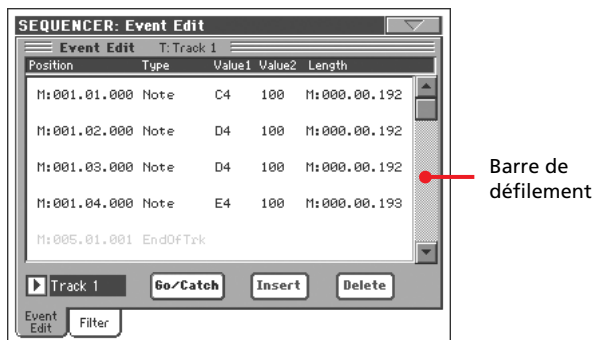 SEQUENCER: Event Edit
Event Edit T: Track 1
Position Type Value1 Value2 Length
M:001.01.000 Note C4 100 M:000.00.192
M:001.02.000 Note D4 100 M:000.00.192
M:001.03.000 Note D4 100 M:000.00.192
M:001.04.000 Note E4 100 M:000.00.193
M:005.01.001 EndOfTrk
Track 1 Go/Catch Insert Delete
Event Edit Filter
Barre de
défilement